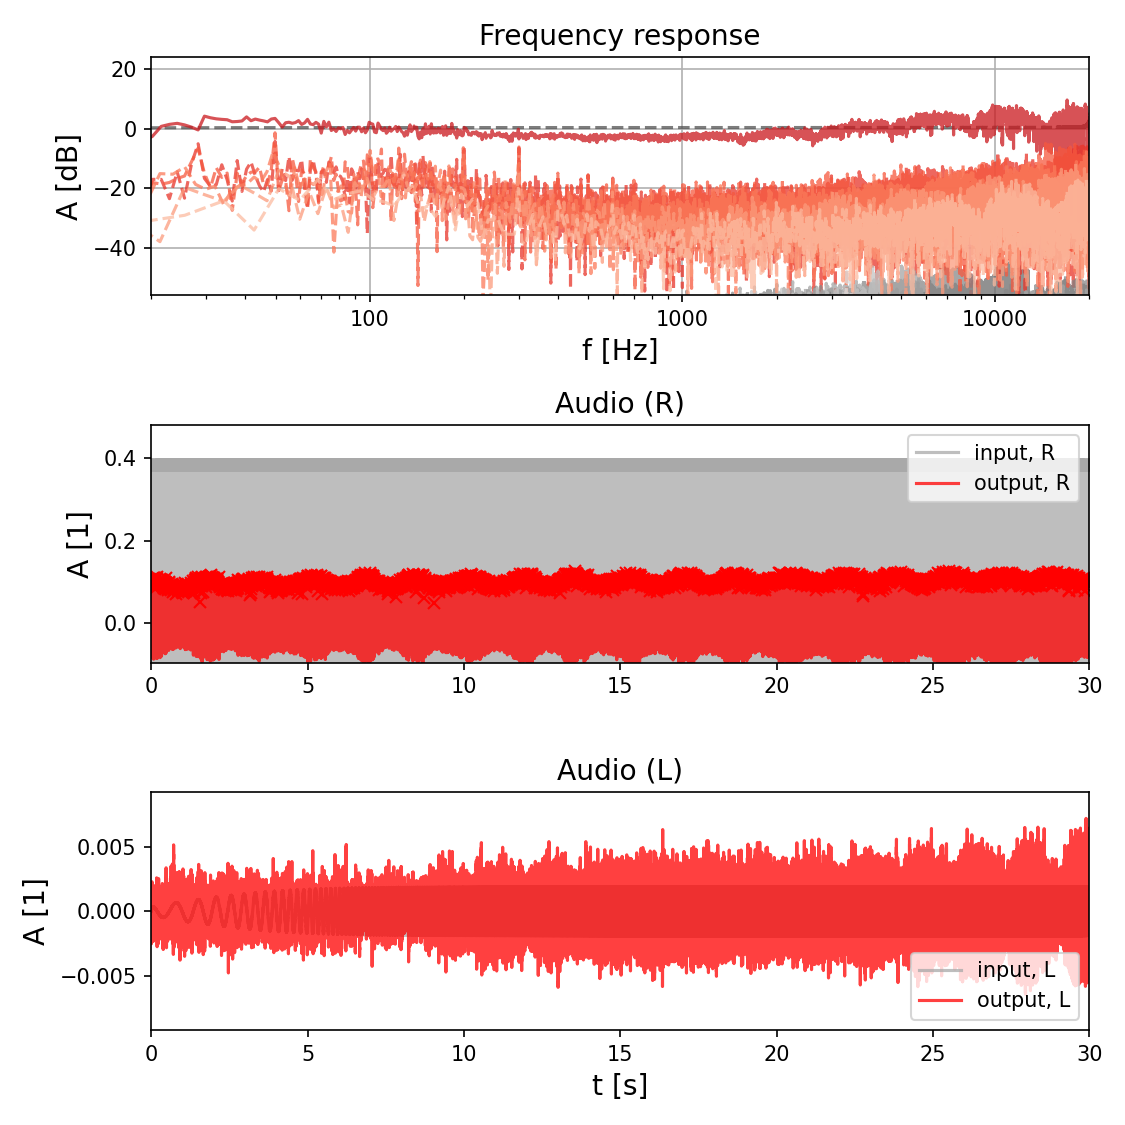 Frequency response
20
0
−20
−40
A [dB]
100
1000
10000
f [Hz]
Audio (R)
0.4
0.2
0.0
A [1]
input, R
output, R
0
5
10
15
20
25
30
Audio (L)
0.005
0.000
−0.005
A [1]
input, L
output, L
0
5
10
15
20
25
30
t [s]